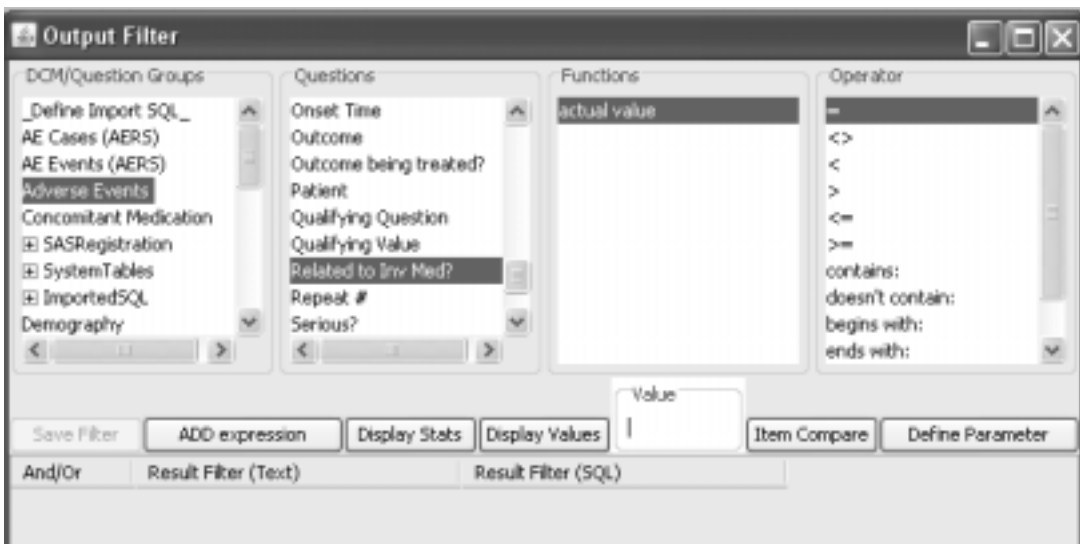 Output Filter
DCM/Question Groups
_Define Import SQL_
AE Cases (AERS)
AE Events (AERS)
Adverse Events
Concomitant Medication
SASRegistration
SystemTables
ImportedSQL
Demography
Questions
Onset Time
Outcome
Outcome being treated?
Patient
Qualifying Question
Qualifying Value
Related to Inv Med?
Repeat #
Serious?
Functions
actual value
Operator
=
<>
<
>
<=
>=
contains:
doesn't contain:
begins with:
ends with:
Value
Save Filter ADD expression Display Stats Display Values Item Compare Define Parameter
And/Or Result Filter (Text) Result Filter (SQL)